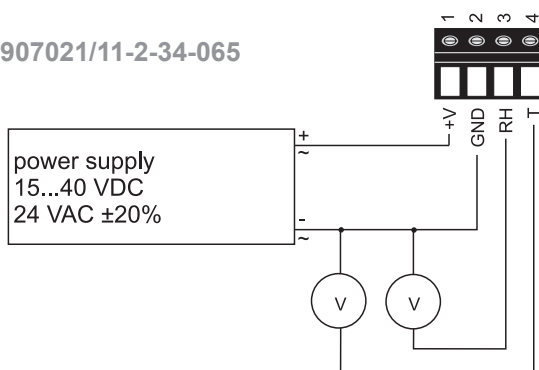 907021/11-2-34-065
1 2 3 4
+V GND RH T
+
~
power supply
15...40 VDC
24 VAC ±20%
-
~
V V